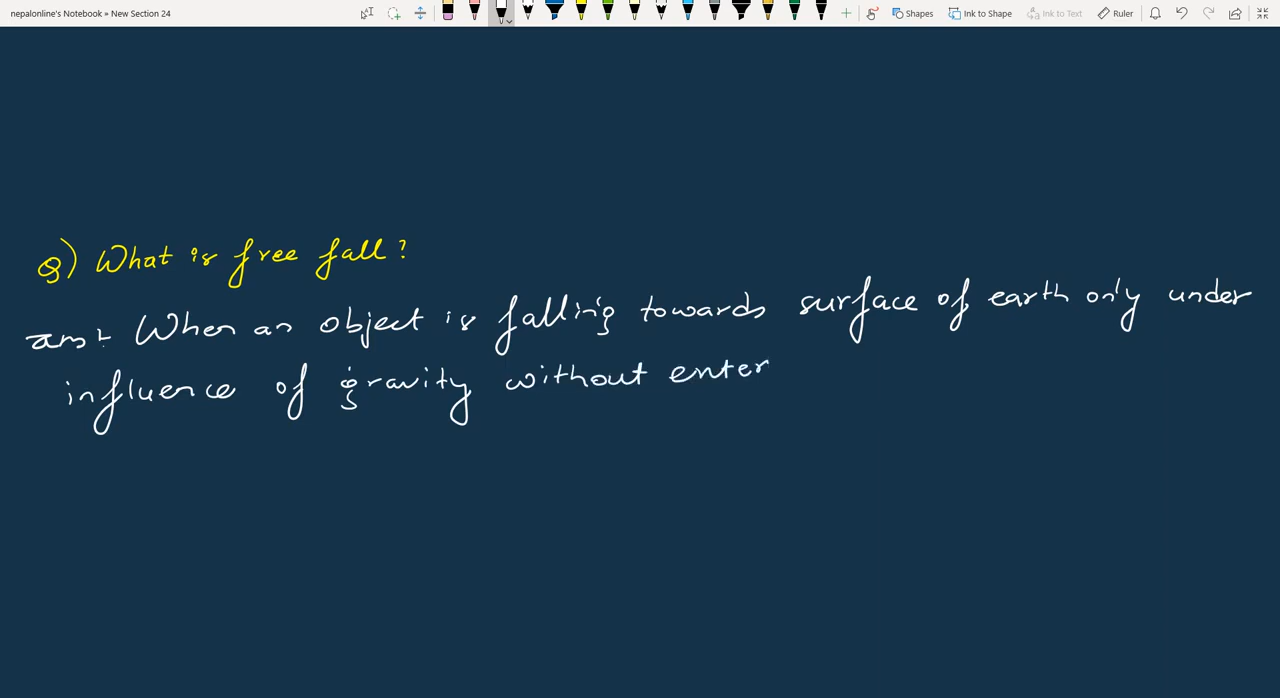 nepalonline's Notebook » New Section 24
Shapes Ink to Shape Ink to Text Ruler
Q) What is free fall?
ans:- When an object is falling towards surface of earth only under
influence of gravity without enter